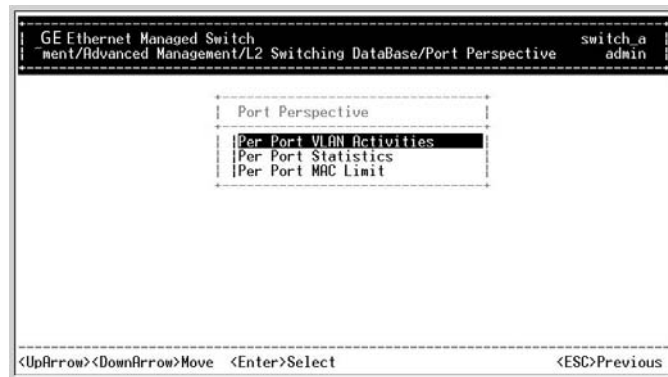 GE Ethernet Managed Switch switch_a
ment/Advanced Management/L2 Switching DataBase/Port Perspective admin
Port Perspective
Per Port VLAN Activities
Per Port Statistics
Per Port MAC Limit
<UpArrow><DownArrow>Move <Enter>Select <ESC>Previous